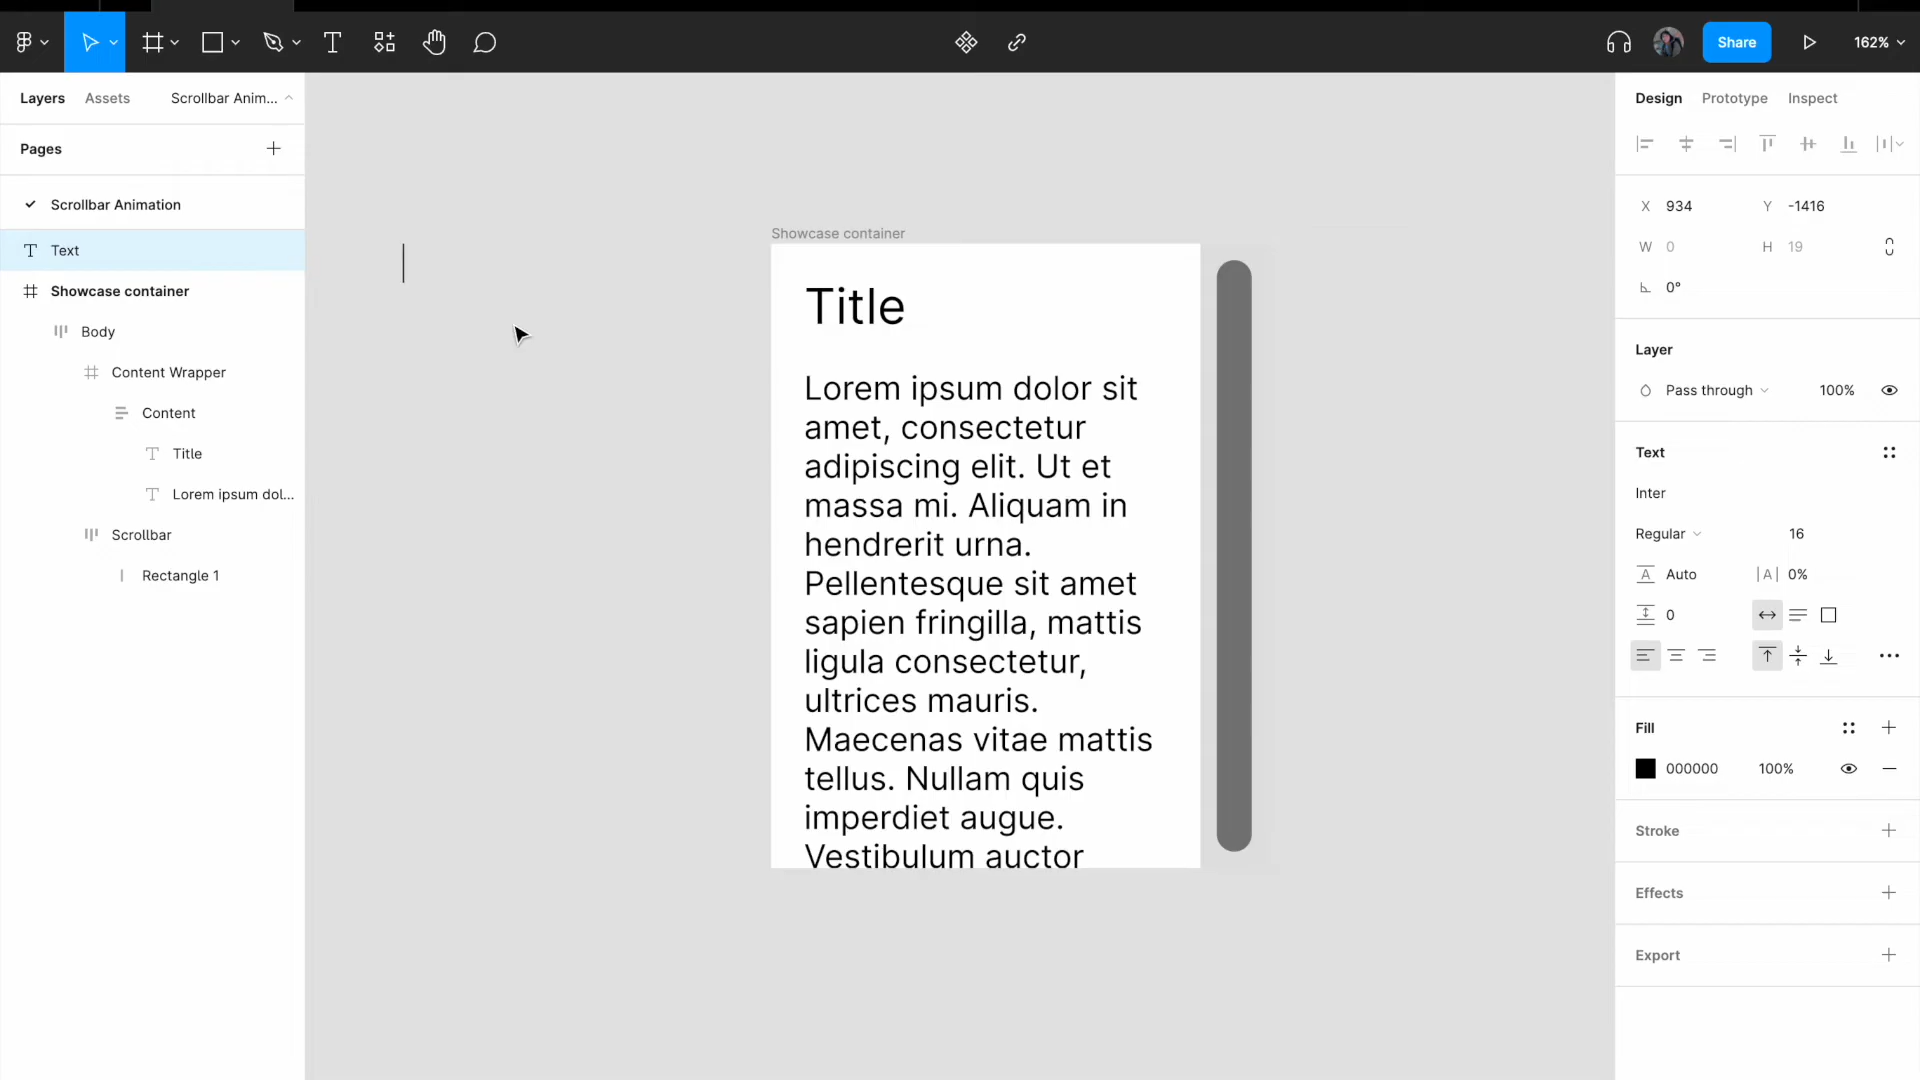 Share
162%
Layers
Assets
Scrollbar Anim...
Pages
Scrollbar Animation
Text
Showcase container
Body
Content Wrapper
Content
Title
Lorem ipsum dol...
Scrollbar
Rectangle 1
Showcase container
Title
Lorem ipsum dolor sit
amet, consectetur
adipiscing elit. Ut et
massa mi. Aliquam in
hendrerit urna.
Pellentesque sit amet
sapien fringilla, mattis
ligula consectetur,
ultrices mauris.
Maecenas vitae mattis
tellus. Nullam quis
imperdiet augue.
Vestibulum auctor
Design
Prototype
Inspect
X 934
Y -1416
W 0
H 19
0°
Layer
Pass through
100%
Text
Inter
Regular
16
Auto
0%
0
Fill
000000
100%
Stroke
Effects
Export